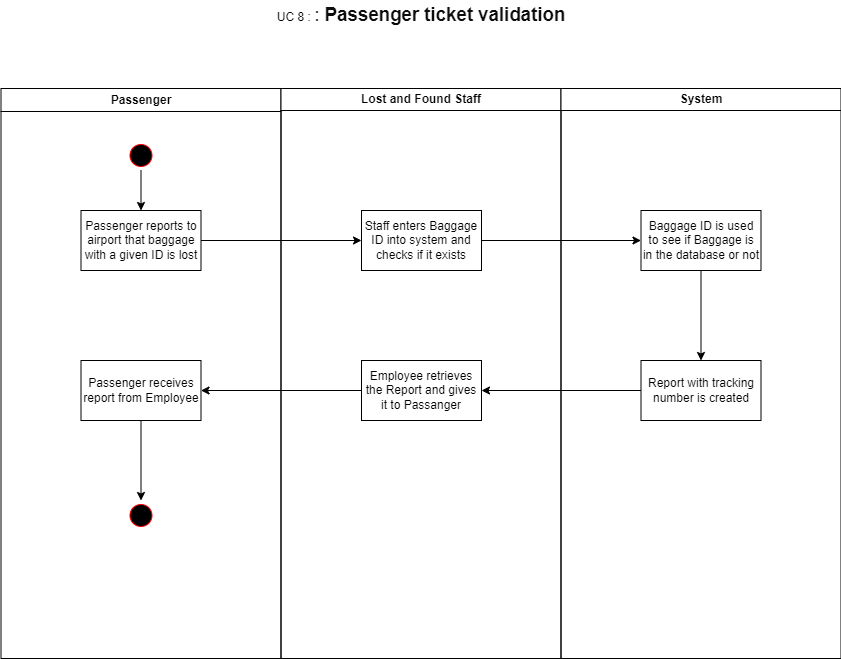 UC 8 : : Passenger ticket validation
Passenger
Lost and Found Staff
System
Passenger reports to
airport that baggage
with a given ID is lost
Staff enters Baggage
ID into system and
checks if it exists
Baggage ID is used
to see if Baggage is
in the database or not
Passenger receives
report from Employee
Employee retrieves
the Report and gives
it to Passanger
Report with tracking
number is created